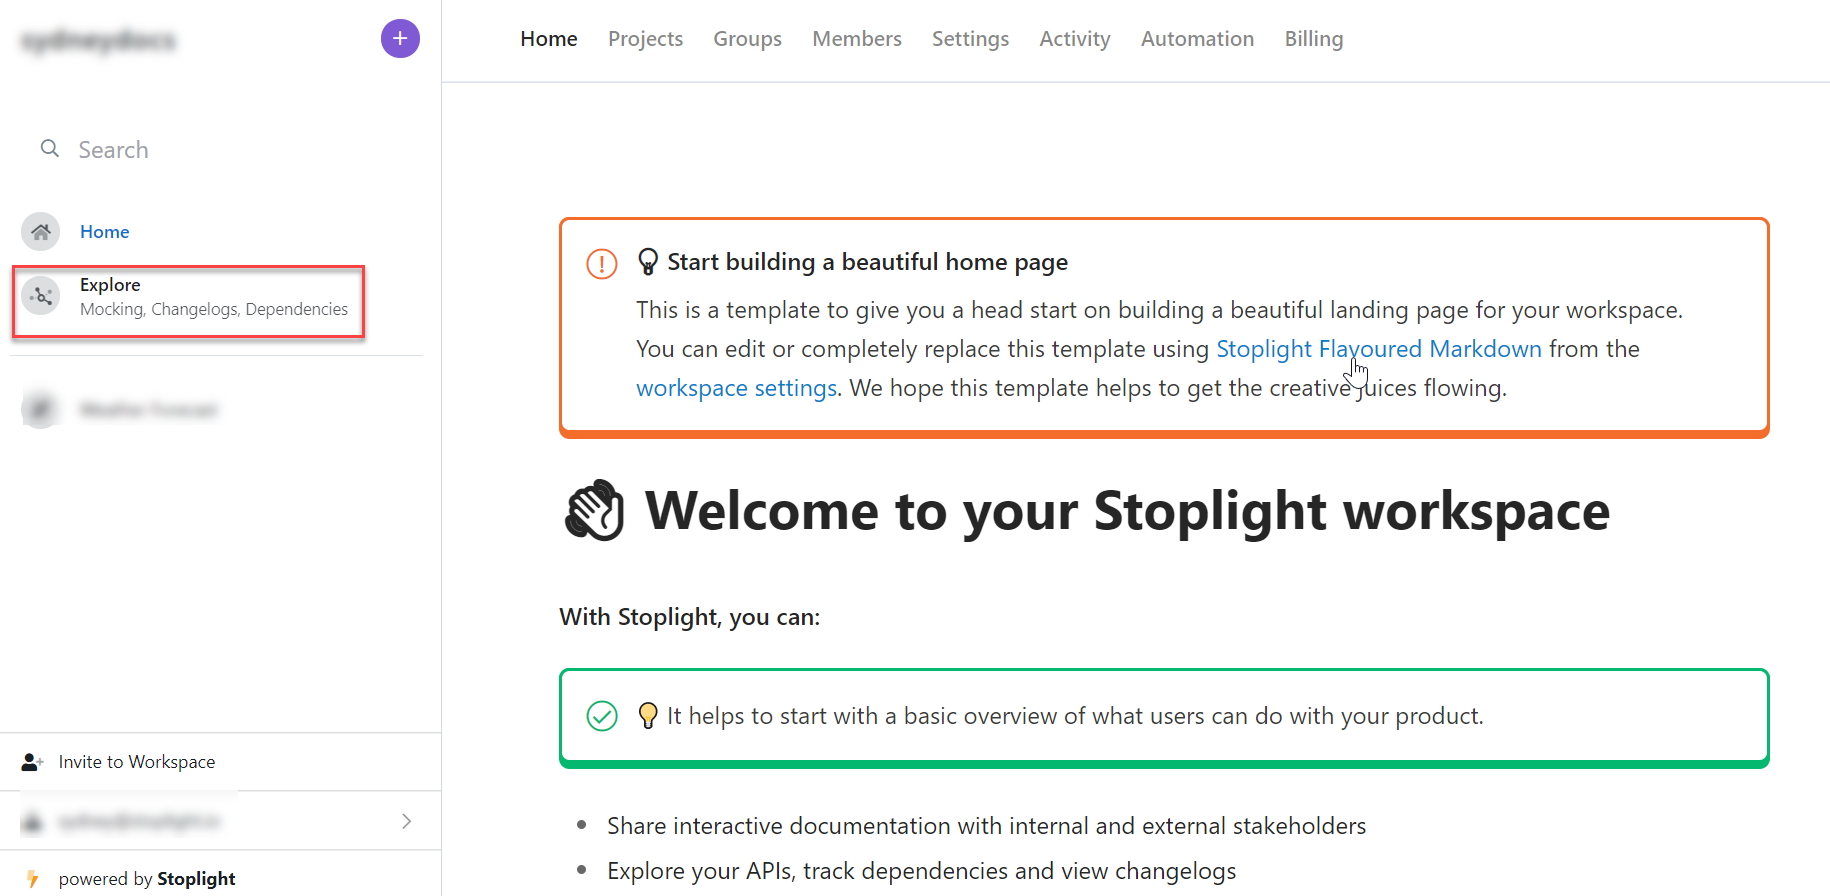 Home Projects Groups Members Settings Activity Automation Billing
Search
Home
Explore
Mocking, Changelogs, Dependencies
Invite to Workspace
powered by Stoplight
Start building a beautiful home page
This is a template to give you a head start on building a beautiful landing page for your workspace.
You can edit or completely replace this template using Stoplight Flavoured Markdown from the
workspace settings. We hope this template helps to get the creative juices flowing.
Welcome to your Stoplight workspace
With Stoplight, you can:
It helps to start with a basic overview of what users can do with your product.
Share interactive documentation with internal and external stakeholders
Explore your APIs, track dependencies and view changelogs